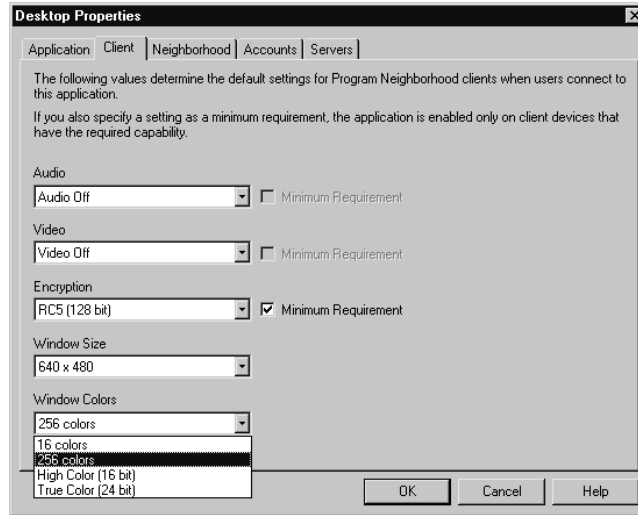 Desktop Properties
Application Client Neighborhood Accounts Servers
The following values determine the default settings for Program Neighborhood clients when users connect to
this application.
If you also specify a setting as a minimum requirement, the application is enabled only on client devices that
have the required capability.
Audio
Audio Off Minimum Requirement
Video
Video Off Minimum Requirement
Encryption
RC5 (128 bit) Minimum Requirement
Window Size
640 x 480
Window Colors
256 colors
16 colors
256 colors
High Color (16 bit)
True Color (24 bit)
OK Cancel Help